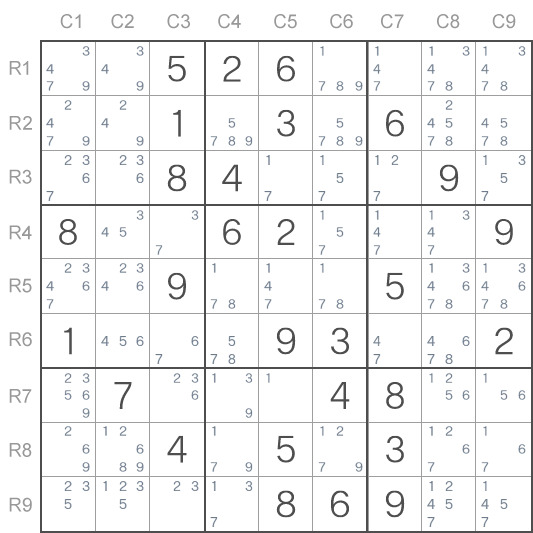 C1 C2 C3 C4 C5 C6 C7 C8 C9
3 3 1 1 1 3 1 3
R1 4 4 5 2 6 4 4 4
7 9 9 7 8 9 7 7 8 7 8
2 2 2
R2 4 4 1 5 3 5 6 4 5 4 5
7 9 9 7 8 9 7 8 9 7 8 7 8
2 3 2 3 1 1 1 2 1 3
R3 6 6 8 4 5 9 5
7 7 7 7 7
3 3 1 1 1 3
R4 8 4 5 6 2 5 4 4 9
7 7 7 7
2 3 2 3 1 1 1 1 3 1 3
R5 4 6 4 6 9 4 5 4 6 4 6
7 7 8 7 7 8 7 8 7 8
R6 1 4 5 6 6 5 9 3 4 4 6 2
7 7 8 7 7 8
2 3 2 3 1 3 1 1 2 1
R7 5 6 7 6 4 8 5 6 5 6
9 9
2 1 2 1 1 2 1 2 1
R8 6 6 4 5 3 6 6
9 8 9 7 9 7 9 7 7
2 3 1 2 3 2 3 1 3 1 2 1
R9 5 5 8 6 9 4 5 4 5
7 7 7